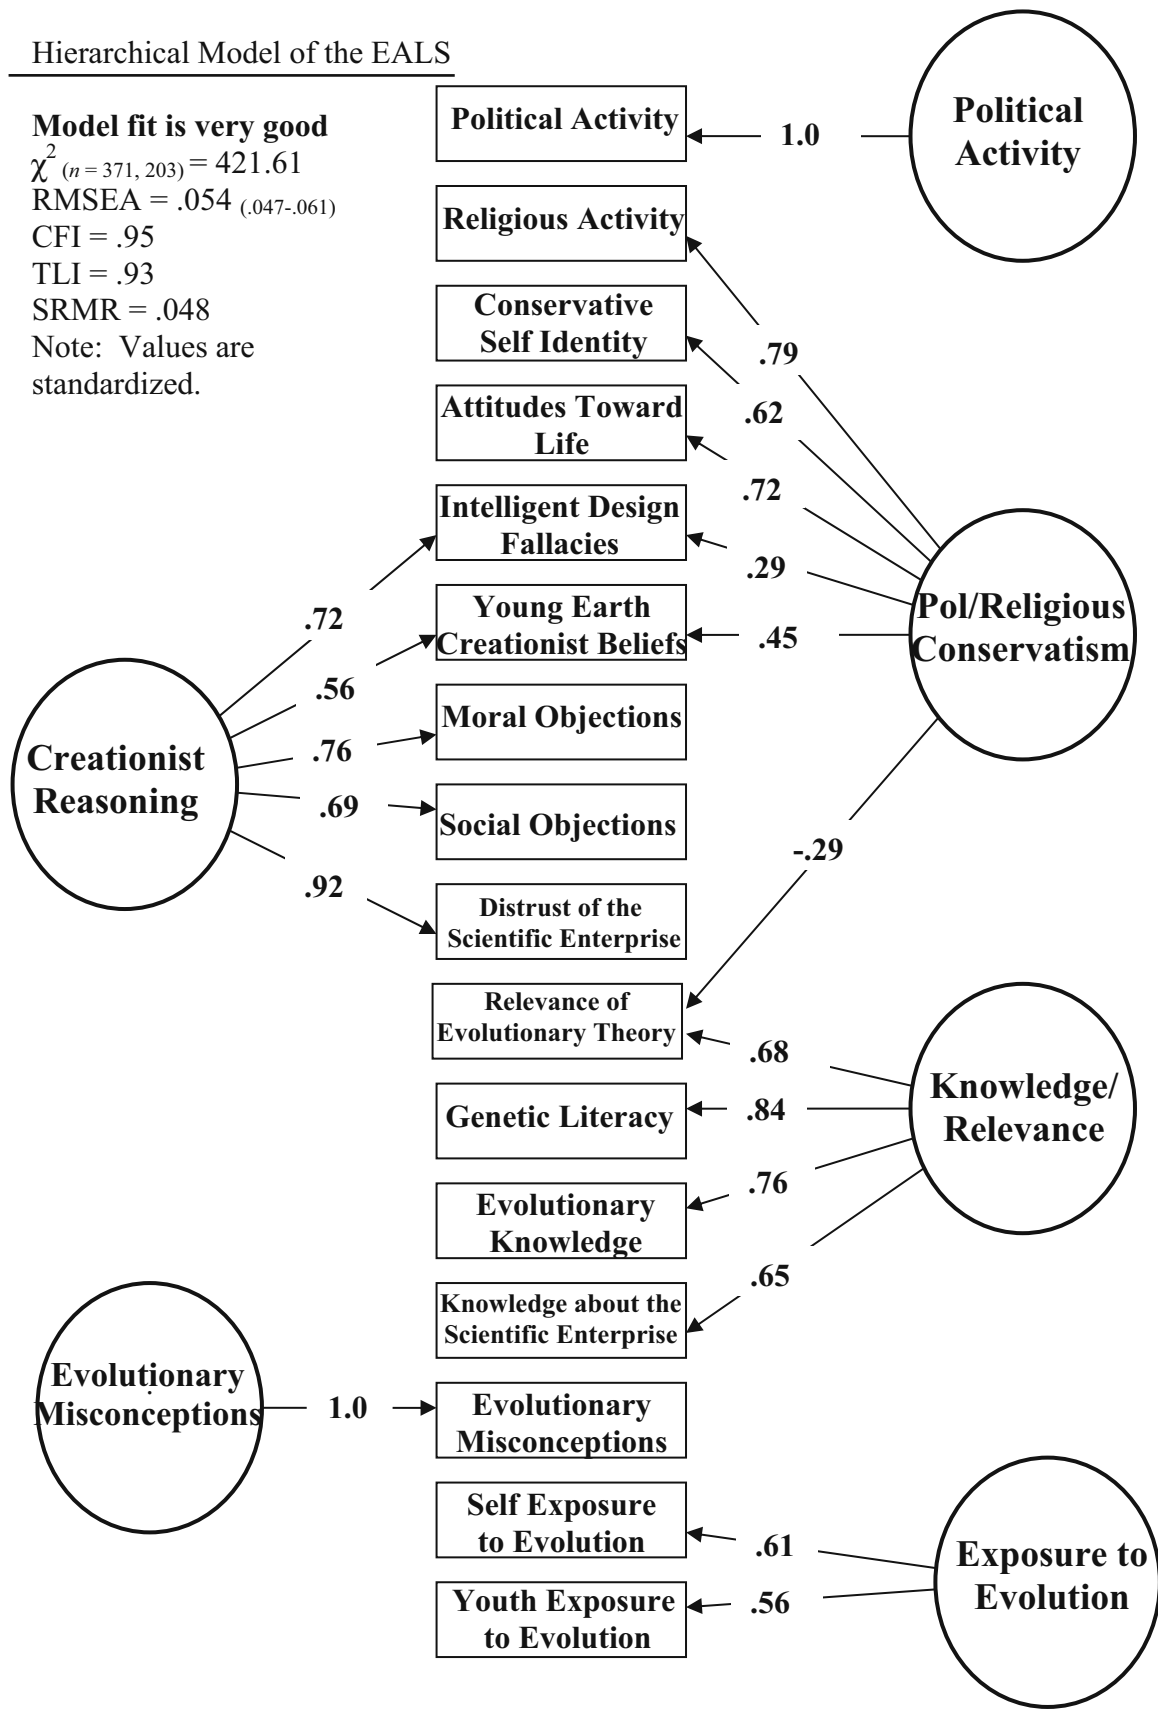 Hierarchical Model of the EALS
Model fit is very good
χ² (n = 371, 203) = 421.61
RMSEA = .054 (.047-.061)
CFI = .95
TLI = .93
SRMR = .048
Note: Values are
standardized.
Political Activity
1.0
Political
Activity
Religious Activity
Conservative
Self Identity
.79
Attitudes Toward
Life
.62
Intelligent Design
Fallacies
.72
.29
Young Earth
Creationist Beliefs
.45
Pol/Religious
Conservatism
.72
.56
Moral Objections
.76
Creationist
Reasoning
.69
Social Objections
-.29
.92
Distrust of the
Scientific Enterprise
Relevance of
Evolutionary Theory
.68
Genetic Literacy
.84
Knowledge/
Relevance
Evolutionary
Knowledge
.76
Knowledge about the
Scientific Enterprise
.65
Evolutionary
Misconceptions
1.0
Evolutionary
Misconceptions
Self Exposure
to Evolution
.61
Exposure to
Evolution
Youth Exposure
to Evolution
.56